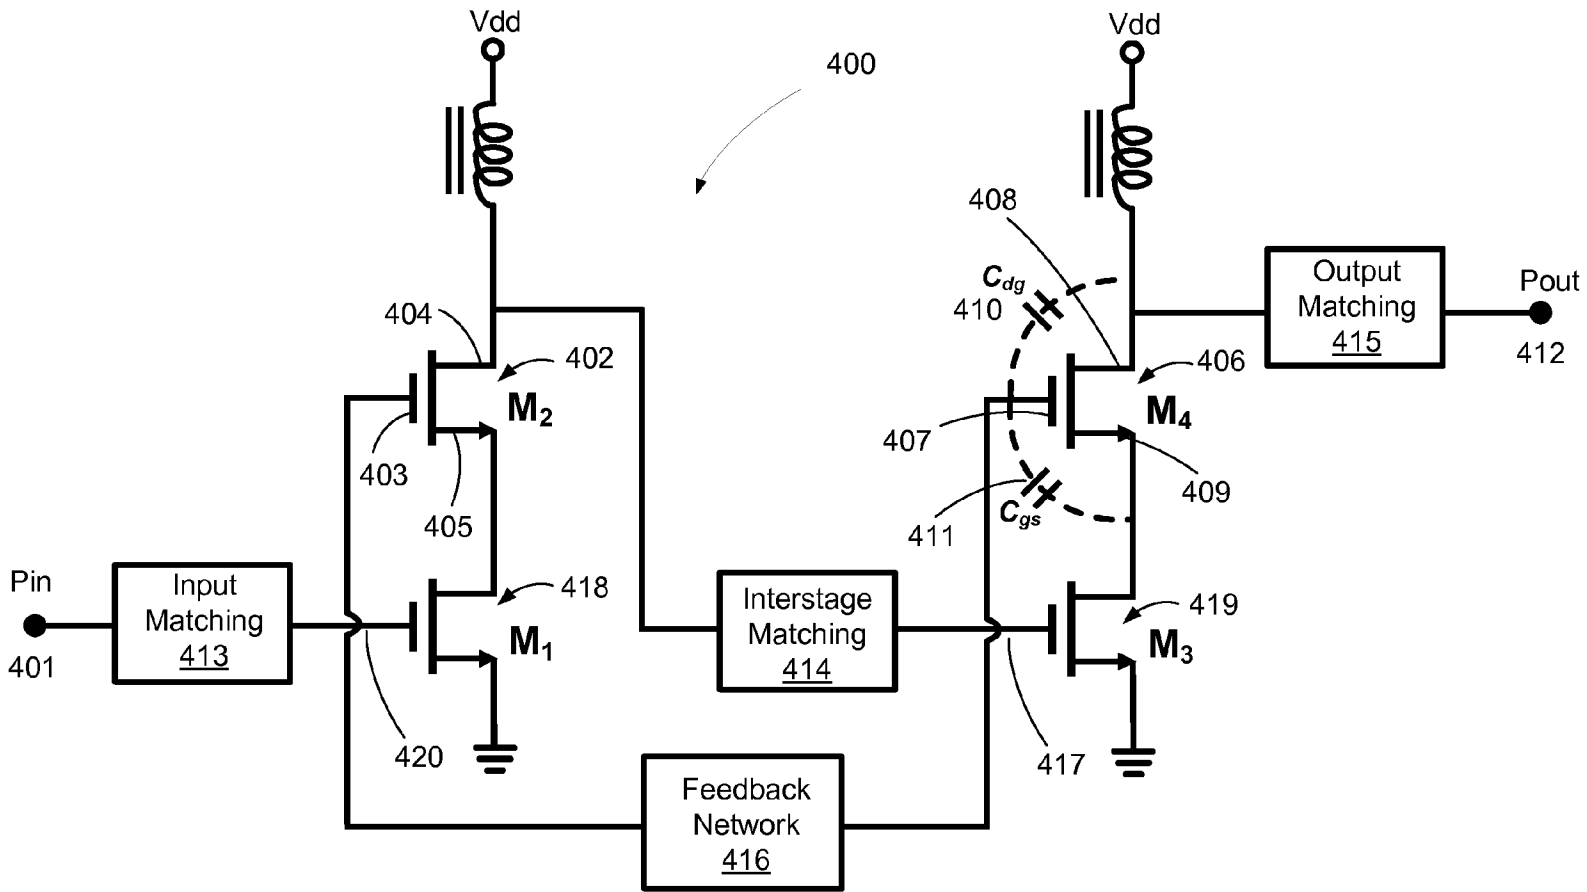 Vdd
Vdd
400
408
Cdg
410
Output
Matching
415
Pout
412
404
402
406
M2
M4
407
403
405
409
Cgs
411
Pin
401
Input
Matching
413
418
M1
Interstage
Matching
414
419
M3
420
417
Feedback
Network
416